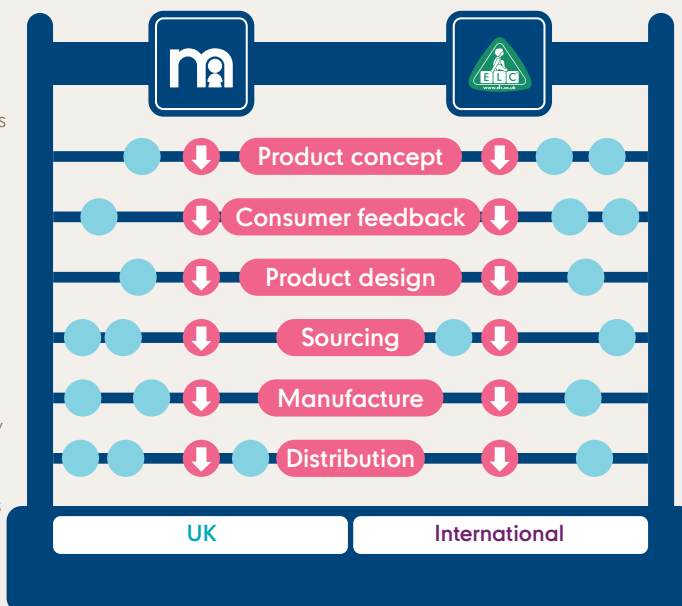 m
ELC
www.elc.co.uk
s
Product concept
Consumer feedback
Product design
Sourcing
Manufacture
y
Distribution
s
UK
International